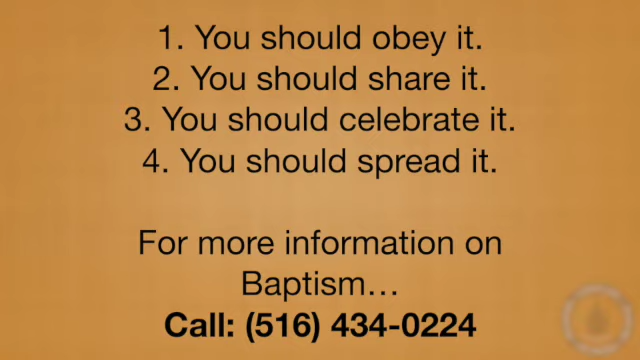 1. You should obey it.
2. You should share it.
3. You should celebrate it.
4. You should spread it.
For more information on
Baptism…
Call: (516) 434-0224